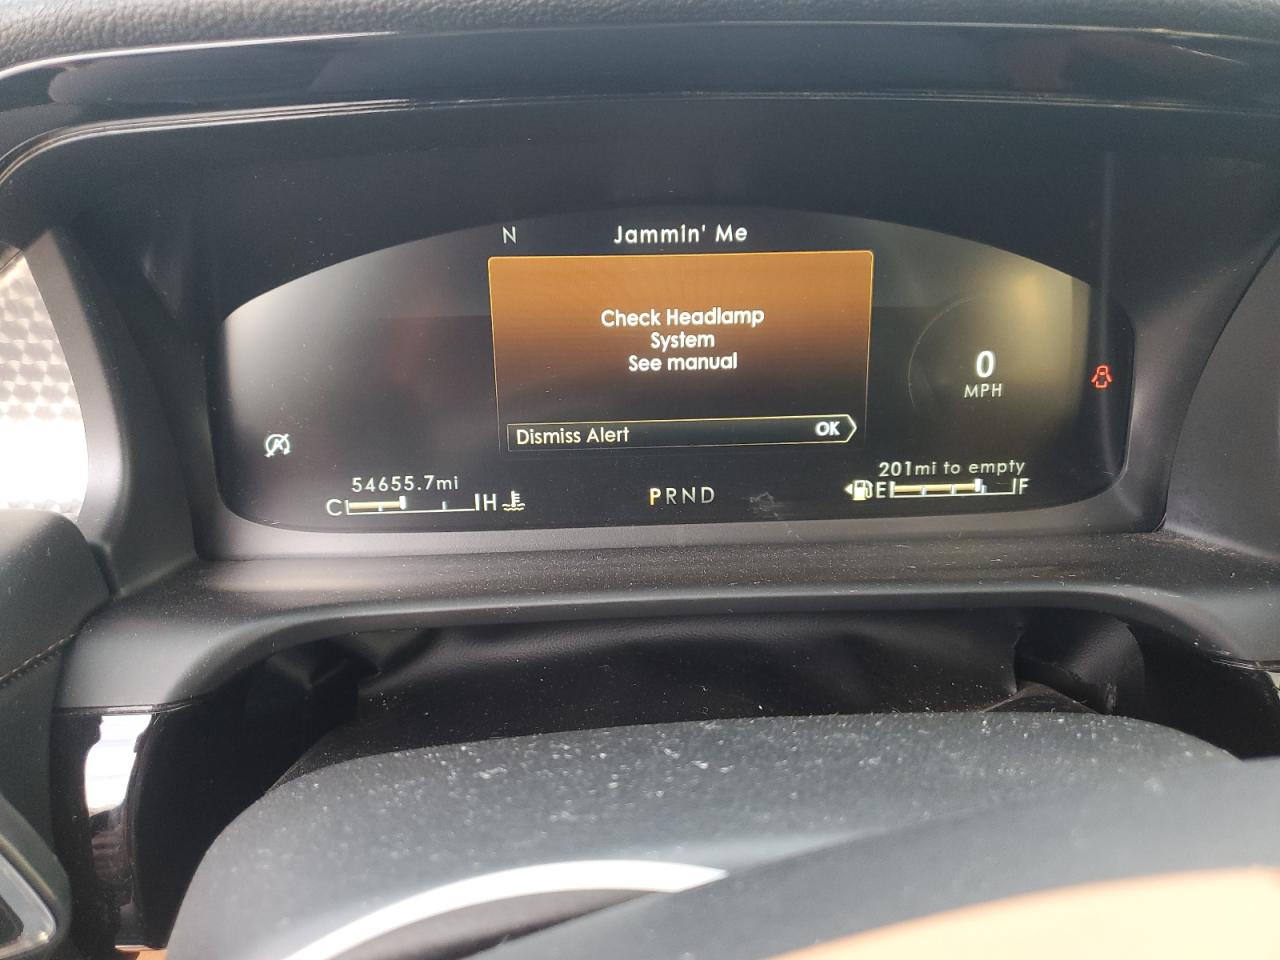 N
Jammin' Me
Check Headlamp
System
See manual
Dismiss Alert
OK
0
MPH
54655.7mi
201mi to empty
C H
PRND
E F